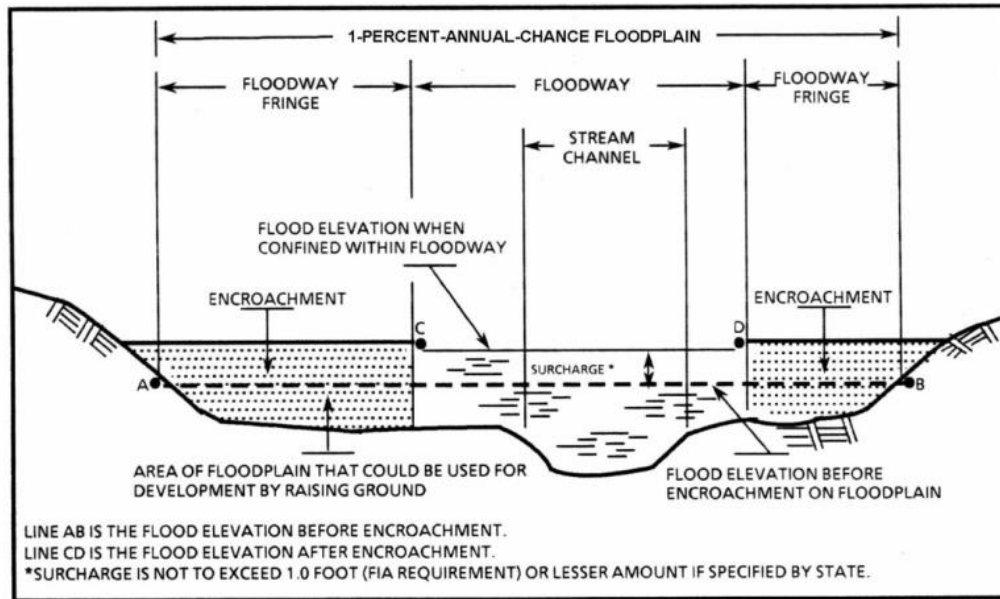 1-PERCENT-ANNUAL-CHANCE FLOODPLAIN
FLOODWAY
FRINGE
FLOODWAY
FLOODWAY
FRINGE
STREAM
CHANNEL
FLOOD ELEVATION WHEN
CONFINED WITHIN FLOODWAY
ENCROACHMENT
ENCROACHMENT
C
D
SURCHARGE *
A
B
AREA OF FLOODPLAIN THAT COULD BE USED FOR
DEVELOPMENT BY RAISING GROUND
FLOOD ELEVATION BEFORE
ENCROACHMENT ON FLOODPLAIN
LINE AB IS THE FLOOD ELEVATION BEFORE ENCROACHMENT.
LINE CD IS THE FLOOD ELEVATION AFTER ENCROACHMENT.
*SURCHARGE IS NOT TO EXCEED 1.0 FOOT (FIA REQUIREMENT) OR LESSER AMOUNT IF SPECIFIED BY STATE.